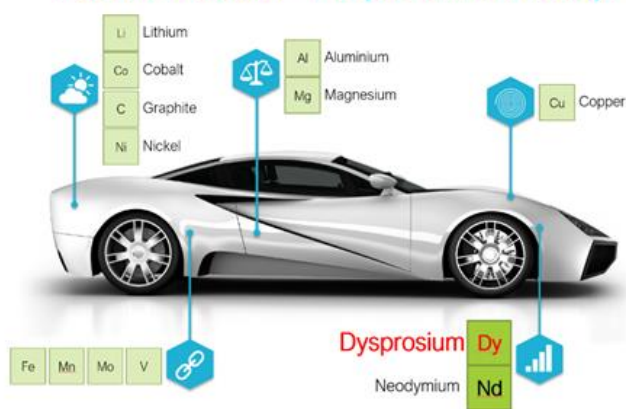 Li Lithium
Co Cobalt
C Graphite
Ni Nickel
Al Aluminium
Mg Magnesium
Cu Copper
Fe Mn Mo V
Dysprosium Dy
Neodymium Nd